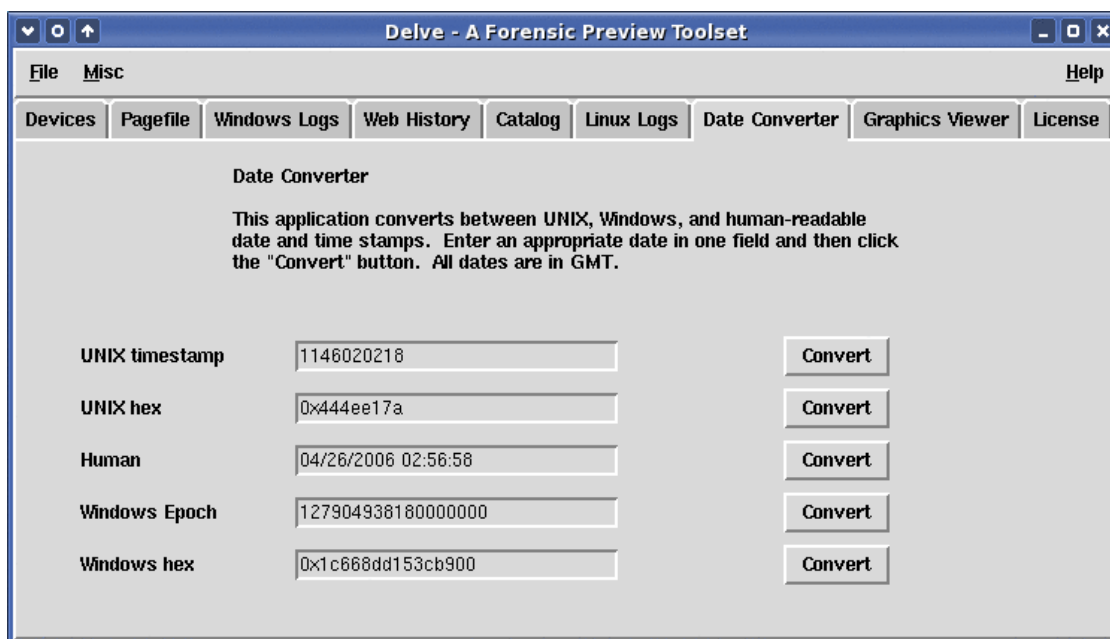 Delve - A Forensic Preview Toolset
File Misc Help
Devices Pagefile Windows Logs Web History Catalog Linux Logs Date Converter Graphics Viewer License
Date Converter
This application converts between UNIX, Windows, and human-readable
date and time stamps. Enter an appropriate date in one field and then click
the "Convert" button. All dates are in GMT.
UNIX timestamp 1146020218 Convert
UNIX hex 0x444ee17a Convert
Human 04/26/2006 02:56:58 Convert
Windows Epoch 127904938180000000 Convert
Windows hex 0x1c668dd153cb900 Convert